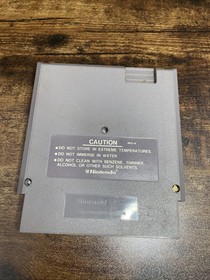 CAUTION
•DO NOT STORE IN EXTREME TEMPERATURES.
•DO NOT IMMERSE IN WATER.
•DO NOT CLEAN WITH BENZENE, THINNER,
ALCOHOL OR OTHER SUCH SOLVENTS.
Nintendo
Nintendo